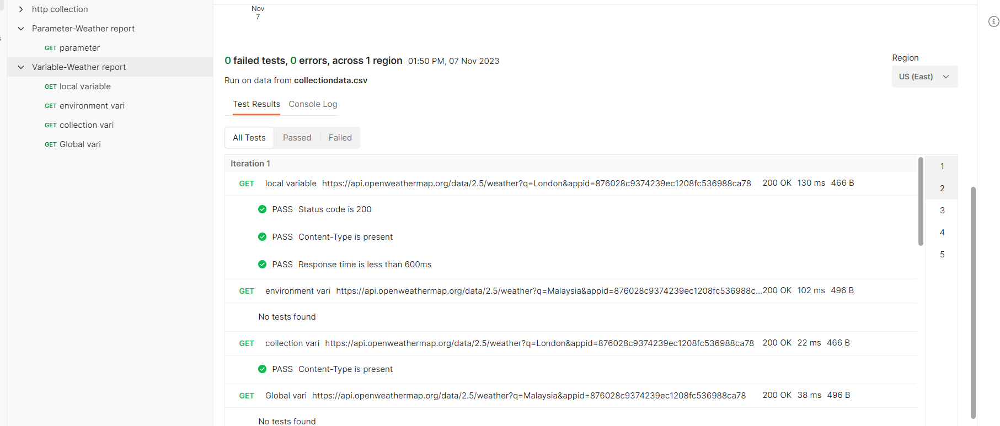 http collection
Parameter-Weather report
GET parameter
Variable-Weather report
GET local variable
GET environment vari
GET collection vari
GET Global vari
Nov
7
0 failed tests, 0 errors, across 1 region 01:50 PM, 07 Nov 2023
Run on data from collectiondata.csv
Region
US (East)
Test Results Console Log
All Tests Passed Failed
Iteration 1
GET local variable https://api.openweathermap.org/data/2.5/weather?q=London&appid=876028c9374239ec1208fc536988ca78 200 OK 130 ms 466 B
PASS Status code is 200
PASS Content-Type is present
PASS Response time is less than 600ms
GET environment vari https://api.openweathermap.org/data/2.5/weather?q=Malaysia&appid=876028c9374239ec1208fc536988c... 200 OK 102 ms 496 B
No tests found
GET collection vari https://api.openweathermap.org/data/2.5/weather?q=London&appid=876028c9374239ec1208fc536988ca78 200 OK 22 ms 466 B
PASS Content-Type is present
GET Global vari https://api.openweathermap.org/data/2.5/weather?q=Malaysia&appid=876028c9374239ec1208fc536988ca78 200 OK 38 ms 496 B
No tests found
1
2
3
4
5